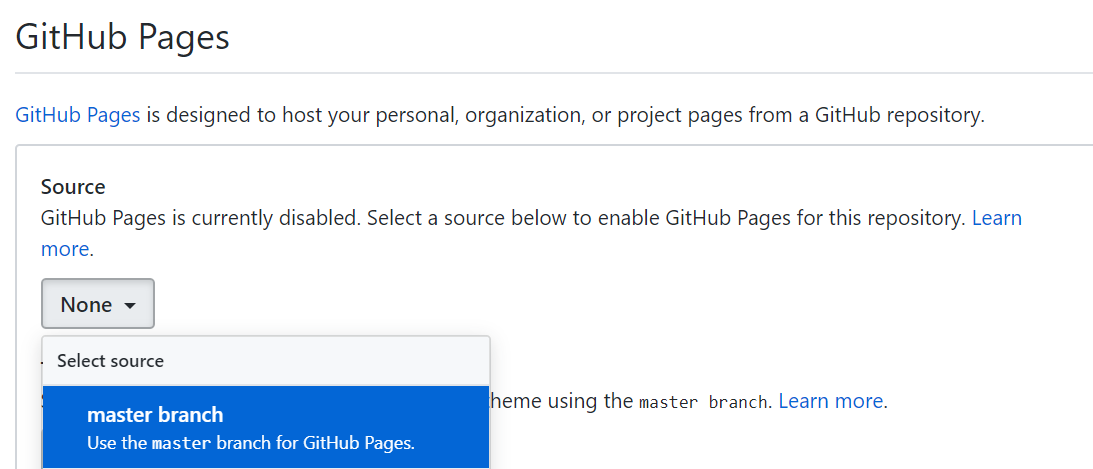 GitHub Pages
GitHub Pages is designed to host your personal, organization, or project pages from a GitHub repository.
Source
GitHub Pages is currently disabled. Select a source below to enable GitHub Pages for this repository. Learn
more.
None
Select source
master branch
Use the master branch for GitHub Pages.
using the master branch. Learn more.